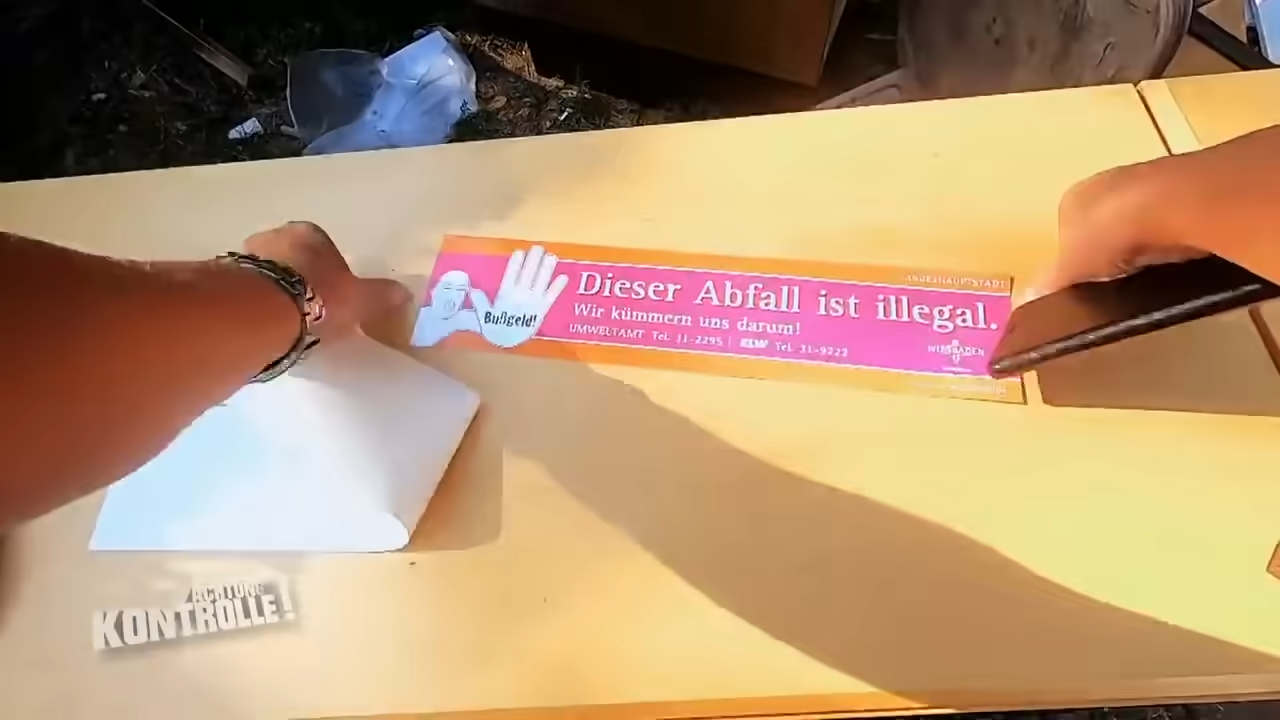 LANDESHAUPTSTADT
Dieser Abfall ist illegal.
Bußgeld!
Wir kümmern uns darum!
UMWELTAMT Tel. 31-2295 | ELW Tel. 31-9722
WIESBADEN
ACHTUNG
KONTROLLE!